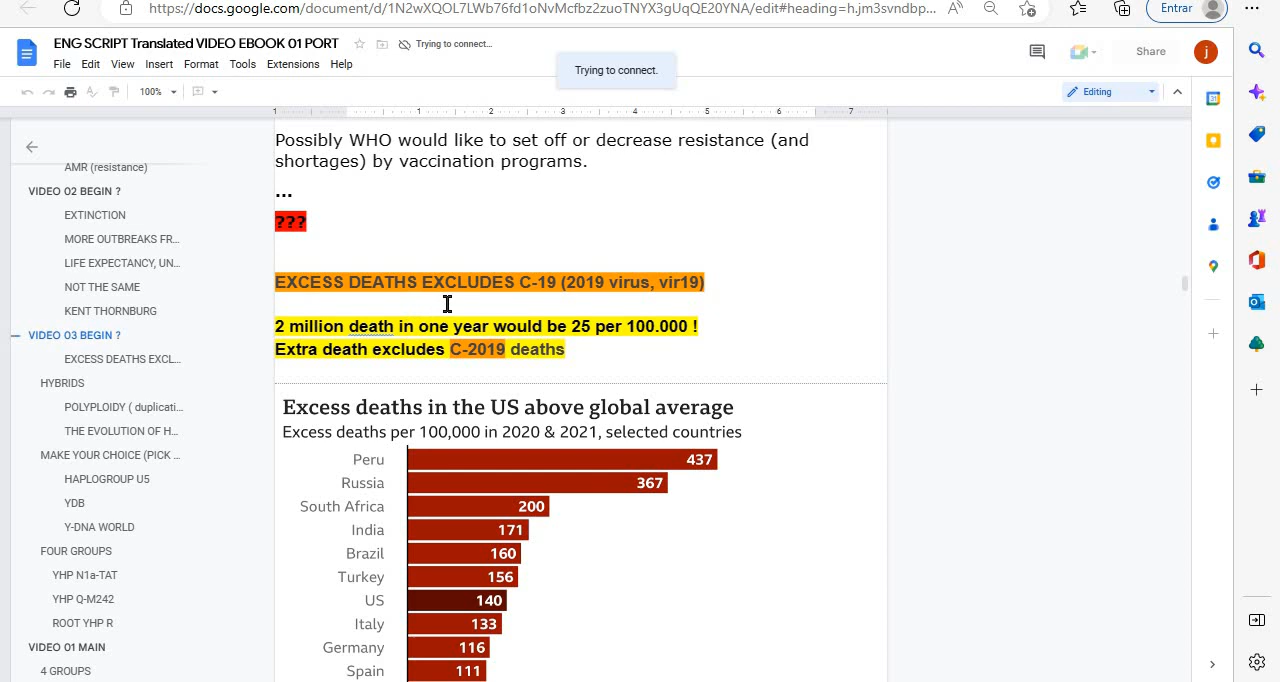 https://docs.google.com/document/d/1N2wXQOL7LWb76fd1oNvMcfbz2zuoTNYX3gUqQE20YNA/edit#heading=h.jm3svndbp...
Entrar
ENG SCRIPT Translated VIDEO EBOOK 01 PORT
Trying to connect...
File Edit View Insert Format Tools Extensions Help
Trying to connect.
Share
j
100%
Editing
1 1 2 3 4 5 6 7
AMR (resistance)
VIDEO 02 BEGIN ?
EXTINCTION
MORE OUTBREAKS FR...
LIFE EXPECTANCY, UN...
NOT THE SAME
KENT THORNBURG
VIDEO 03 BEGIN ?
EXCESS DEATHS EXCL...
HYBRIDS
POLYPLOIDY ( duplicati...
THE EVOLUTION OF H...
MAKE YOUR CHOICE (PICK ...
HAPLOGROUP U5
YDB
Y-DNA WORLD
FOUR GROUPS
YHP N1a-TAT
YHP Q-M242
ROOT YHP R
VIDEO 01 MAIN
4 GROUPS
Possibly WHO would like to set off or decrease resistance (and
shortages) by vaccination programs.
...
???
EXCESS DEATHS EXCLUDES C-19 (2019 virus, vir19)
2 million death in one year would be 25 per 100.000 !
Extra death excludes C-2019 deaths
Excess deaths in the US above global average
Excess deaths per 100,000 in 2020 & 2021, selected countries
Peru 437
Russia 367
South Africa 200
India 171
Brazil 160
Turkey 156
US 140
Italy 133
Germany 116
Spain 111